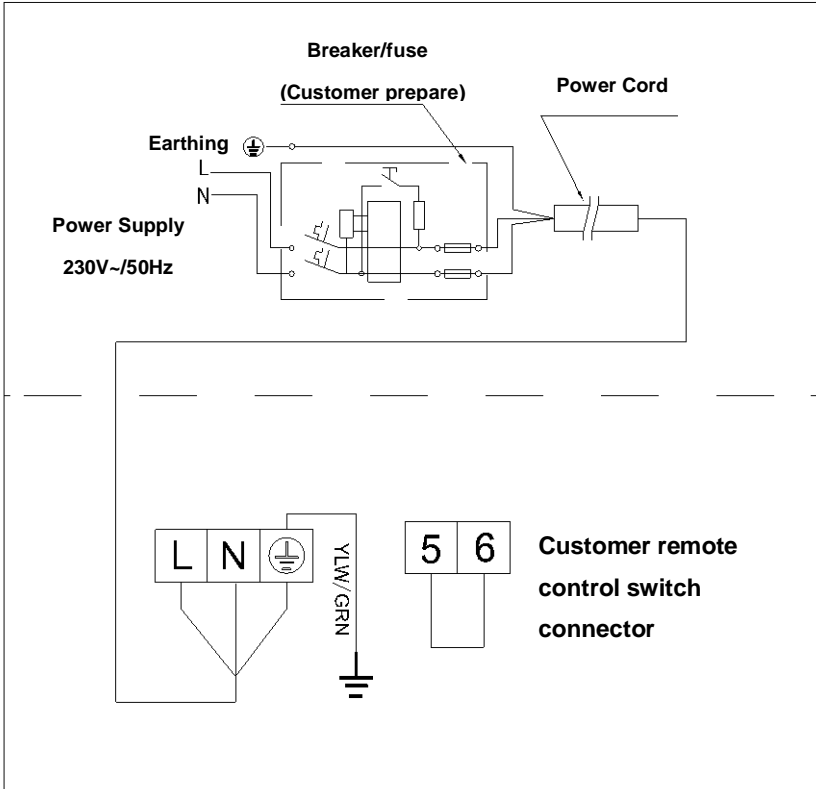 Breaker/fuse
(Customer prepare)
Power Cord
Earthing
L
N
Power Supply
230V~/50Hz
L N
YLW/GRN
5 6
Customer remote
control switch
connector